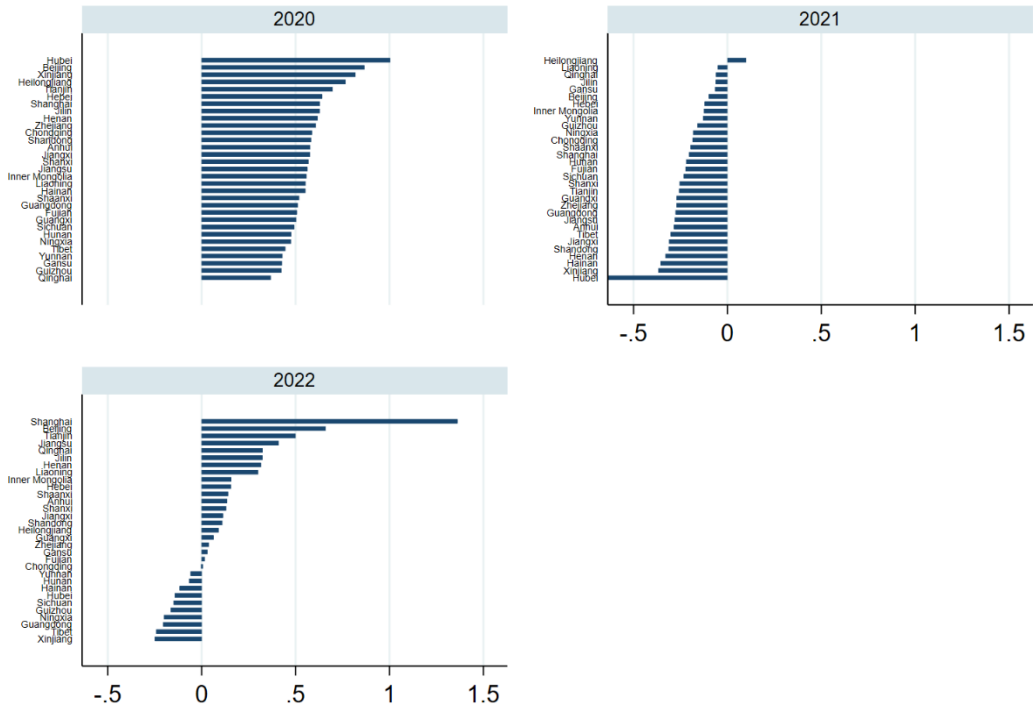 2020
Hubei
Beijing
Xinjiang
Heilongjiang
Tianjin
Hebei
Shanghai
Jilin
Henan
Zhejiang
Chongqing
Shandong
Anhui
Jiangxi
Shanxi
Jiangsu
Inner Mongolia
Liaoning
Hainan
Shaanxi
Guangdong
Fujian
Guangxi
Sichuan
Hunan
Ningxia
Tibet
Yunnan
Gansu
Guizhou
Qinghai
2021
Heilongjiang
Liaoning
Qinghai
Jilin
Gansu
Beijing
Hebei
Inner Mongolia
Yunnan
Guizhou
Ningxia
Chongqing
Shaanxi
Shanghai
Hunan
Fujian
Sichuan
Shanxi
Tianjin
Guangxi
Zhejiang
Guangdong
Jiangsu
Anhui
Tibet
Jiangxi
Shandong
Henan
Hainan
Xinjiang
Hubei
-.5 0 .5 1 1.5
2022
Shanghai
Beijing
Tianjin
Jiangsu
Qinghai
Jilin
Henan
Liaoning
Inner Mongolia
Hebei
Shaanxi
Anhui
Shanxi
Jiangxi
Shandong
Heilongjiang
Guangxi
Zhejiang
Gansu
Fujian
Chongqing
Yunnan
Hunan
Hainan
Hubei
Sichuan
Guizhou
Ningxia
Guangdong
Tibet
Xinjiang
-.5 0 .5 1 1.5